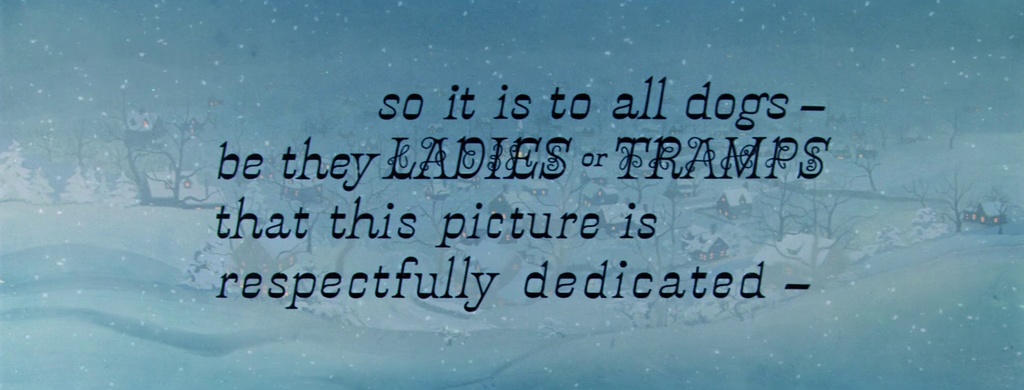 so it is to all dogs –
be they LADIES or TRAMPS
that this picture is
respectfully dedicated –